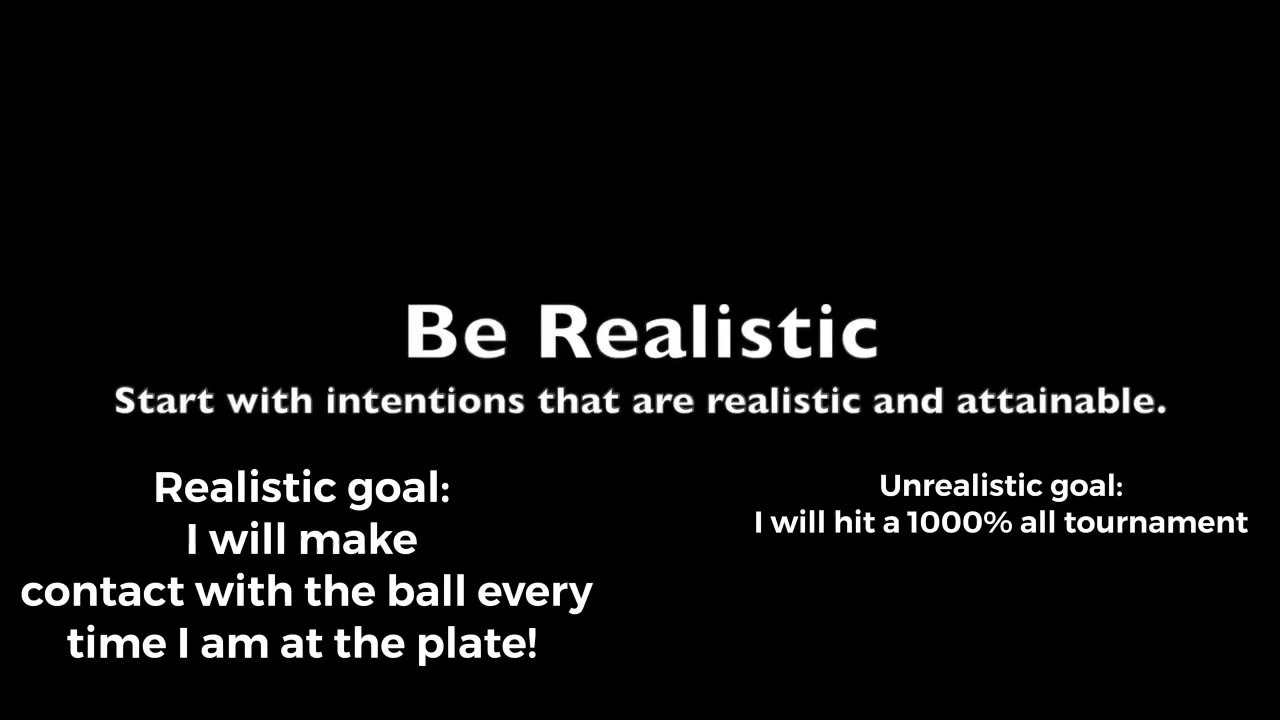 Be Realistic
Start with intentions that are realistic and attainable.
Realistic goal:
I will make
contact with the ball every
time I am at the plate!
Unrealistic goal:
I will hit a 1000% all tournament